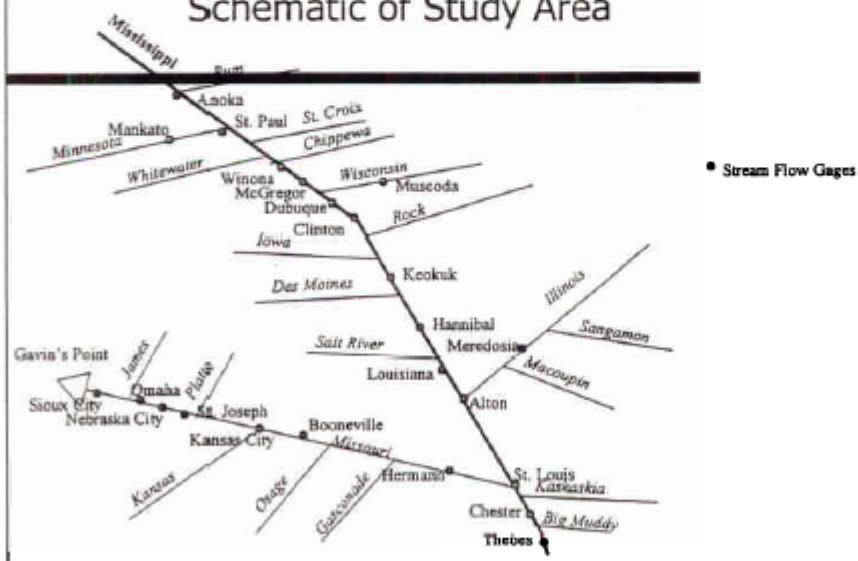 Schematic of Study Area
Mississippi
Rum
Anoka
St. Paul
St. Croix
Mankato
Minnesota
Chippewa
Whitewater
Winona
Wisconsin
McGregor
Muscoda
Stream Flow Gages
Dubuque
Clinton
Rock
Iowa
Keokuk
Des Moines
Illinois
Hannibal
Sangamon
Salt River
Meredosia
Macoupin
Louisiana
Alton
Gavin's Point
James
Platte
Omaha
Sioux City
Nebraska City
St. Joseph
Kansas City
Booneville
Missouri
Hermann
Kansas
Osage
Gasconade
St. Louis
Kaskaskia
Chester
Big Muddy
Thebes